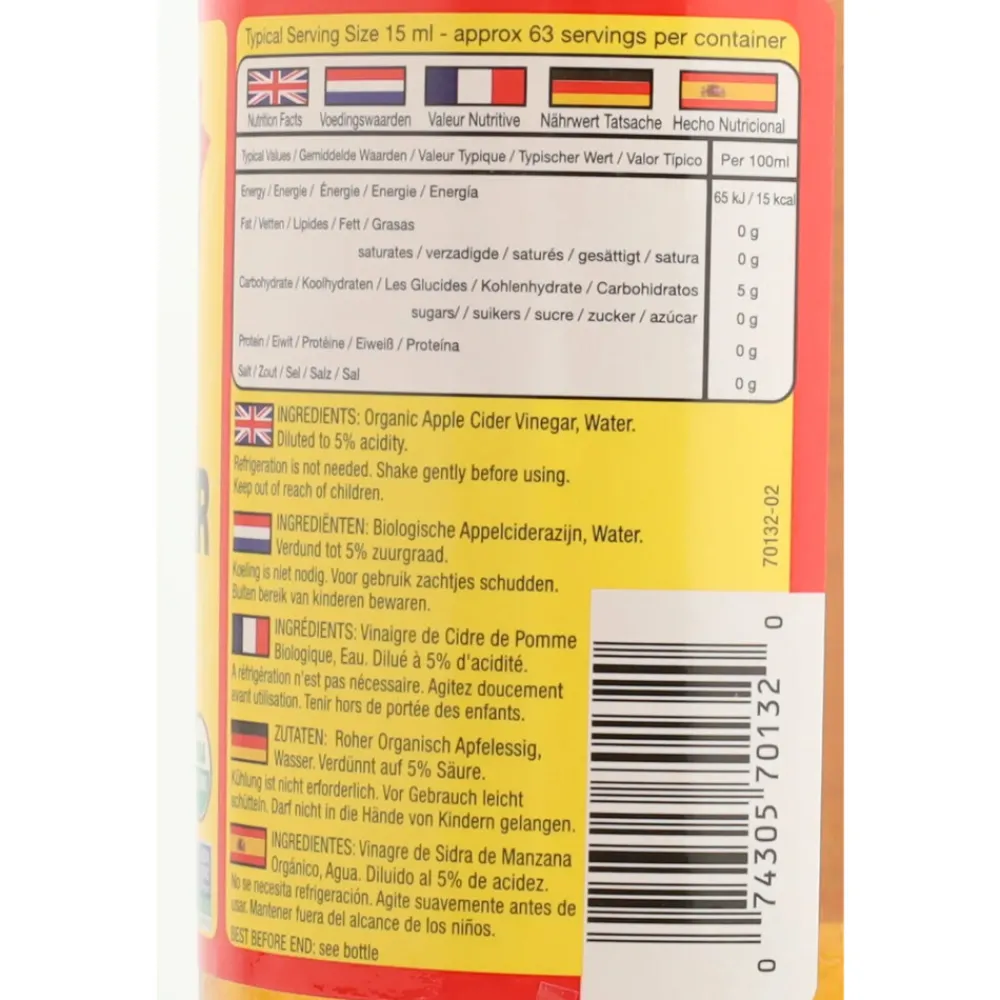 Typical Serving Size 15 ml - approx 63 servings per container
Nutrition Facts Voedingswaarden Valeur Nutritive Nährwert Tatsache Hecho Nutricional
Typical Values / Gemiddelde Waarden / Valeur Typique / Typischer Wert / Valor Típico Per 100ml
Energy / Energie / Énergie / Energie / Energía 65 kJ / 15 kcal
Fat / Vetten / Lipides / Fett / Grasas 0 g
saturates / verzadigde / saturés / gesättigt / satura 0 g
Carbohydrate / Koolhydraten / Les Glucides / Kohlenhydrate / Carbohidratos 5 g
sugars/ / suikers / sucre / zucker / azúcar 0 g
Protein / Eiwit / Protéine / Eiweiß / Proteína 0 g
Salt / Zout / Sel / Salz / Sal 0 g
INGREDIENTS: Organic Apple Cider Vinegar, Water.
Diluted to 5% acidity.
Refrigeration is not needed. Shake gently before using.
Keep out of reach of children.
INGREDIËNTEN: Biologische Appelciderazijn, Water.
Verdund tot 5% zuurgraad.
Koeling is niet nodig. Voor gebruik zachtjes schudden.
Buiten bereik van kinderen bewaren.
INGRÉDIENTS: Vinaigre de Cidre de Pomme
Biologique, Eau. Dilué à 5% d'acidité.
A réfrigération n'est pas nécessaire. Agitez doucement
avant utilisation. Tenir hors de portée des enfants.
ZUTATEN: Roher Organisch Apfelessig,
Wasser. Verdünnt auf 5% Säure.
Kühlung ist nicht erforderlich. Vor Gebrauch leicht
schütteln. Darf nicht in die Hände von Kindern gelangen.
INGREDIENTES: Vinagre de Sidra de Manzana
Orgánico, Agua. Diluido al 5% de acidez.
No se necesita refrigeración. Agite suavemente antes de
usar. Mantener fuera del alcance de los niños.
BEST BEFORE END: see bottle
70132-02
0 74305 70132 0
R